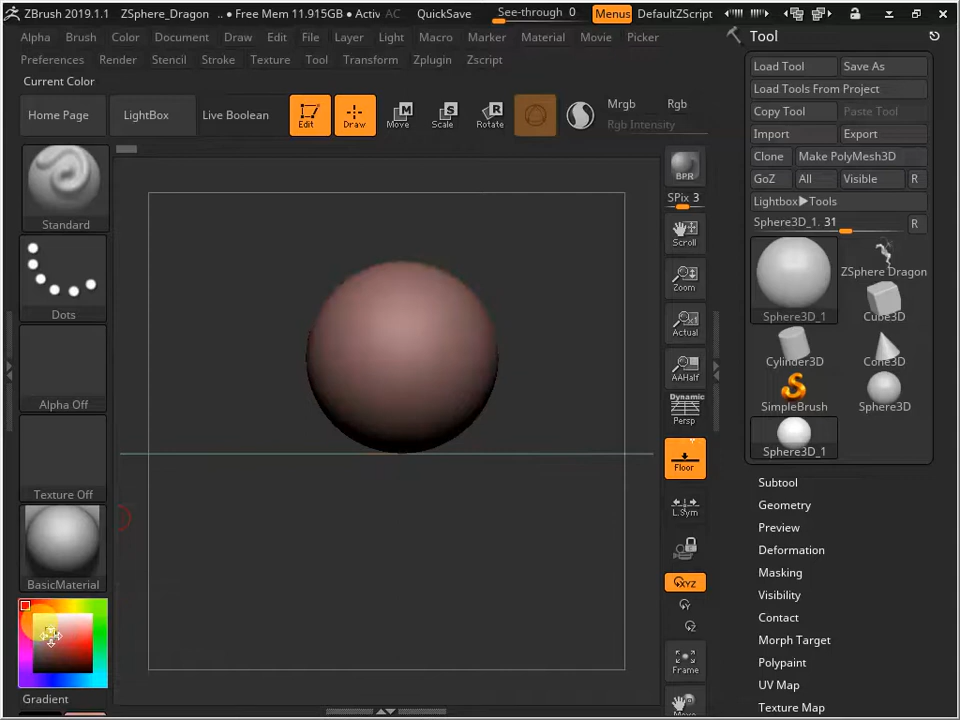 ZBrush 2019.1.1 ZSphere_Dragon .. ● Free Mem 11.915GB ● Activ AC QuickSave See-through 0 Menus DefaultZScript
Alpha Brush Color Document Draw Edit File Layer Light Macro Marker Material Movie Picker
Preferences Render Stencil Stroke Texture Tool Transform Zplugin Zscript
Current Color
Home Page LightBox Live Boolean Edit Draw Move Scale Rotate Mrgb Rgb
Rgb Intensity
Standard
Dots
Alpha Off
Texture Off
BasicMaterial
Gradient
BPR
SPix 3
Scroll
Zoom
Actual
AAHalf
Dynamic
Persp
Floor
L.Sym
XYZ
Frame
Move
Tool
Load Tool Save As
Load Tools From Project
Copy Tool Paste Tool
Import Export
Clone Make PolyMesh3D
GoZ All Visible R
Lightbox▶Tools
Sphere3D_1. 31 R
Sphere3D_1 ZSphere Dragon
Cube3D
Cylinder3D Cone3D
SimpleBrush Sphere3D
Sphere3D_1
Subtool
Geometry
Preview
Deformation
Masking
Visibility
Contact
Morph Target
Polypaint
UV Map
Texture Map